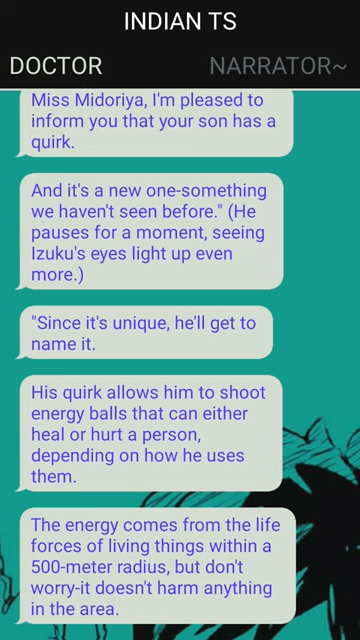 INDIAN TS
DOCTOR
NARRATOR~
Miss Midoriya, I'm pleased to
inform you that your son has a
quirk.
And it's a new one-something
we haven't seen before." (He
pauses for a moment, seeing
Izuku's eyes light up even
more.)
"Since it's unique, he'll get to
name it.
His quirk allows him to shoot
energy balls that can either
heal or hurt a person,
depending on how he uses
them.
The energy comes from the life
forces of living things within a
500-meter radius, but don't
worry-it doesn't harm anything
in the area.